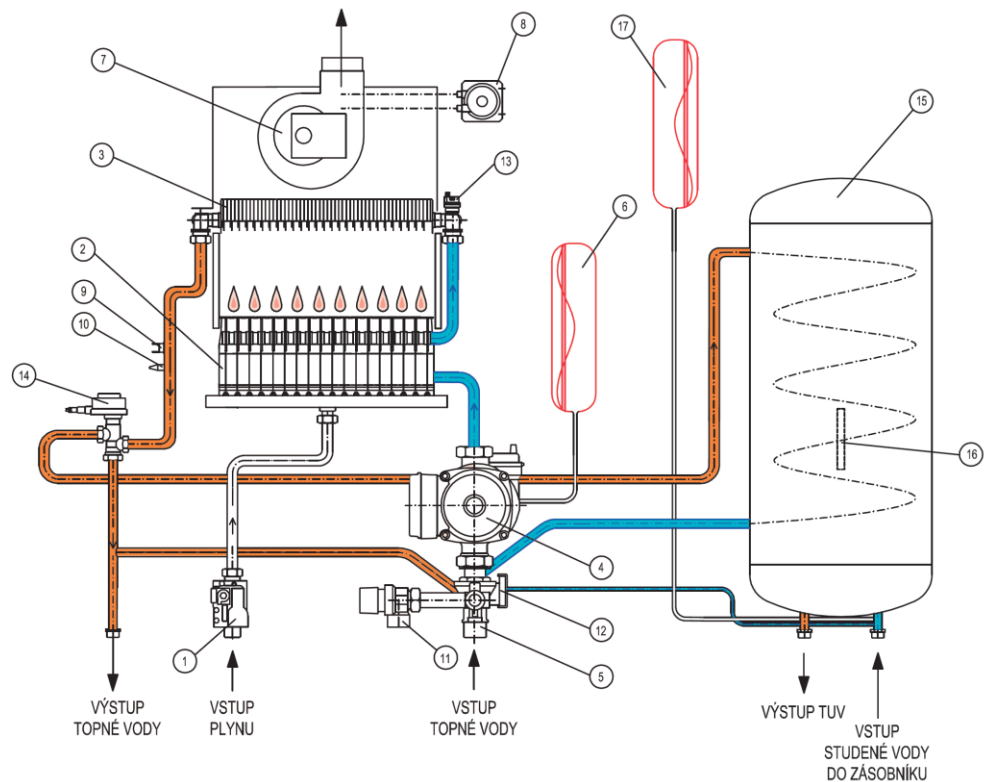 17
8
7
15
13
3
6
2
9
10
14
16
4
12
11
5
1
VÝSTUP
TOPNÉ VODY
VSTUP
PLYNU
VSTUP
TOPNÉ VODY
VÝSTUP TUV
VSTUP
STUDENÉ VODY
DO ZÁSOBNÍKU